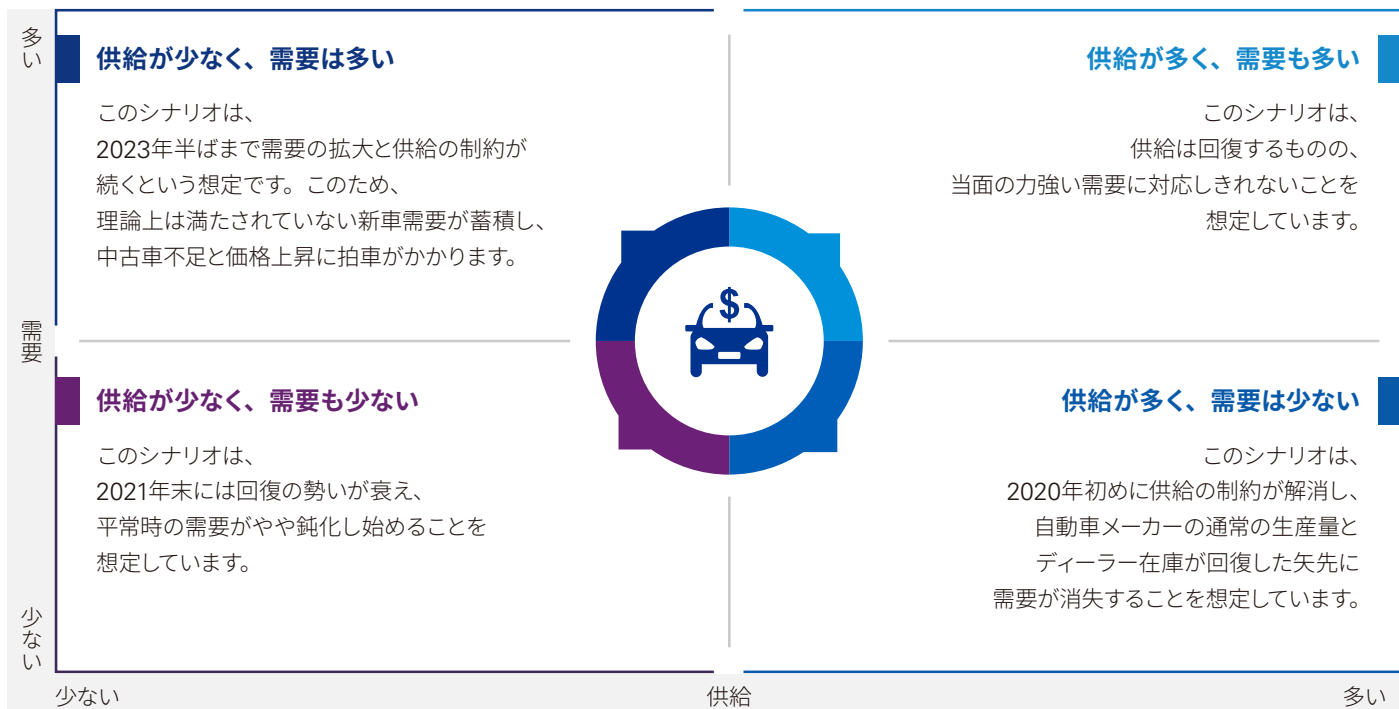 多い
需要
少ない
供給が少なく、需要は多い
このシナリオは、
2023年半ばまで需要の拡大と供給の制約が
続くという想定です。このため、
理論上は満たされていない新車需要が蓄積し、
中古車不足と価格上昇に拍車がかかります。
供給が多く、需要も多い
このシナリオは、
供給は回復するものの、
当面の力強い需要に対応しきれないことを
想定しています。
$
供給が少なく、需要も少ない
このシナリオは、
2021年末には回復の勢いが衰え、
平常時の需要がやや鈍化し始めることを
想定しています。
供給が多く、需要は少ない
このシナリオは、
2020年初めに供給の制約が解消し、
自動車メーカーの通常の生産量と
ディーラー在庫が回復した矢先に
需要が消失することを想定しています。
少ない
供給
多い